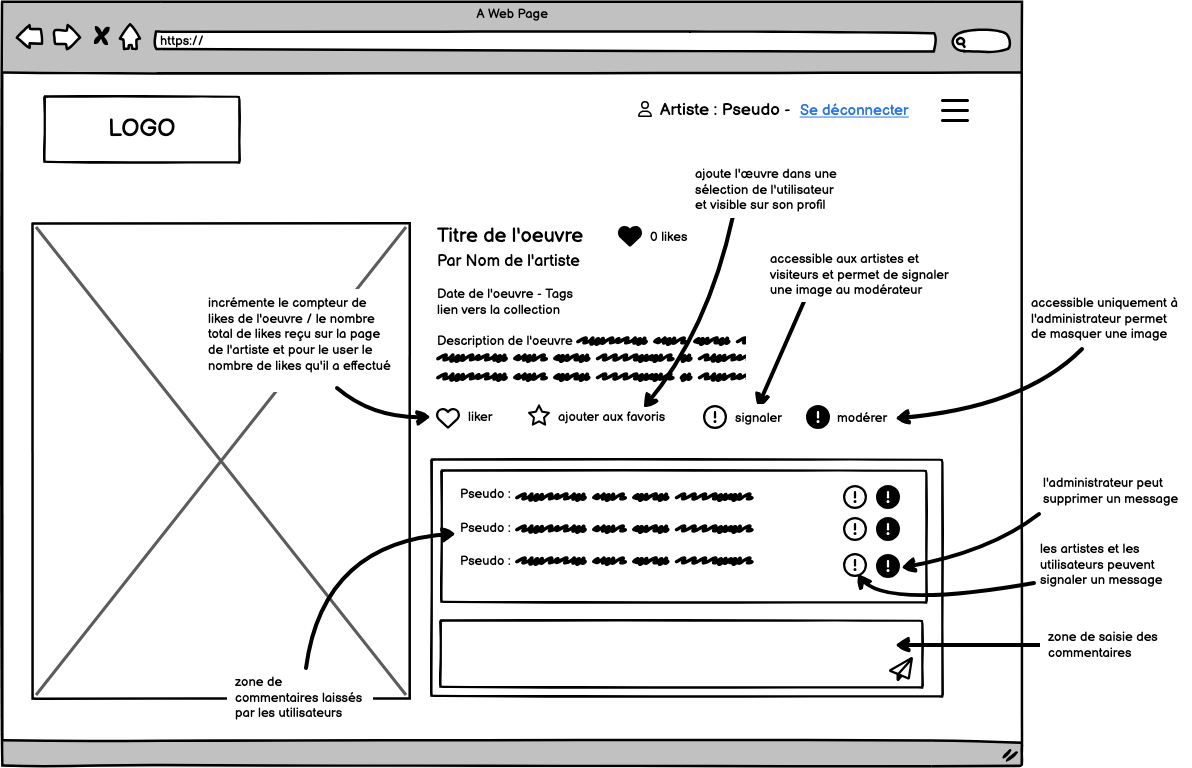 A Web Page
https://
LOGO
Artiste : Pseudo - Se déconnecter
ajoute l'œuvre dans une
sélection de l'utilisateur
et visible sur son profil
Titre de l'oeuvre
0 likes
Par Nom de l'artiste
accessible aux artistes et
visiteurs et permet de signaler
une image au modérateur
Date de l'oeuvre - Tags
lien vers la collection
incrémente le compteur de
likes de l'oeuvre / le nombre
total de likes reçu sur la page
de l'artiste et pour le user le
nombre de likes qu'il a effectué
accessible uniquement à
l'administrateur permet
de masquer une image
Description de l'oeuvre
liker
ajouter aux favoris
signaler
modérer
Pseudo :
Pseudo :
Pseudo :
l'administrateur peut
supprimer un message
les artistes et les
utilisateurs peuvent
signaler un message
zone de saisie des
commentaires
zone de
commentaires laissés
par les utilisateurs